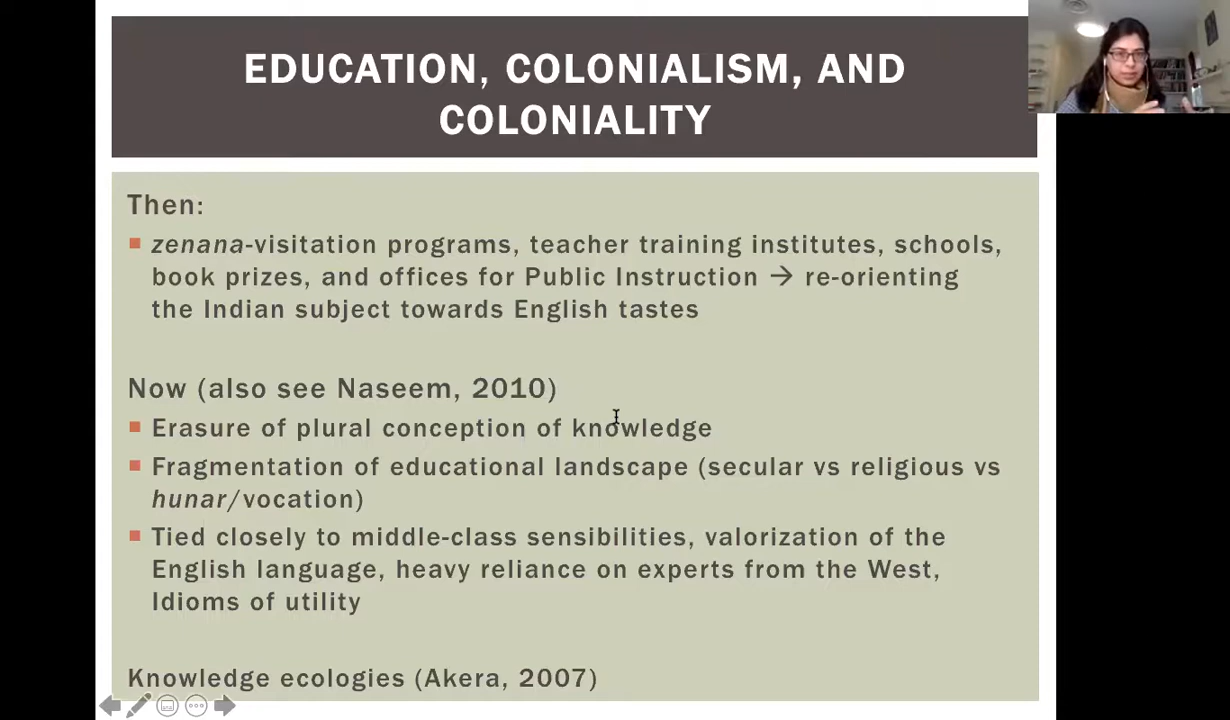 EDUCATION, COLONIALISM, AND
COLONIALITY
Then:
zenana-visitation programs, teacher training institutes, schools,
book prizes, and offices for Public Instruction → re-orienting
the Indian subject towards English tastes
Now (also see Naseem, 2010)
Erasure of plural conception of knowledge
Fragmentation of educational landscape (secular vs religious vs
hunar/vocation)
Tied closely to middle-class sensibilities, valorization of the
English language, heavy reliance on experts from the West,
Idioms of utility
Knowledge ecologies (Akera, 2007)